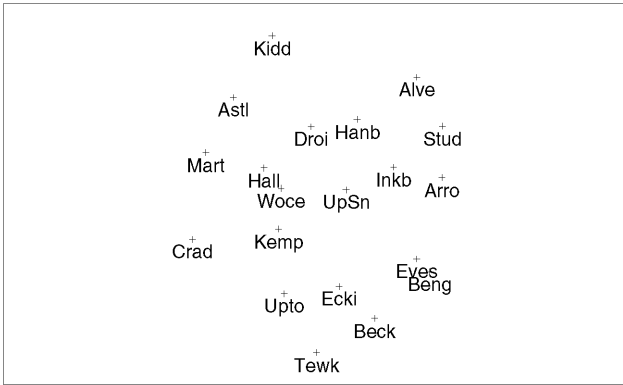 Kidd
Alve
Astl
Hanb
Droi
Stud
Mart
Inkb
Hall
Arro
Woce
UpSn
Kemp
Crad
Eves
Beng
Ecki
Upto
Beck
Tewk